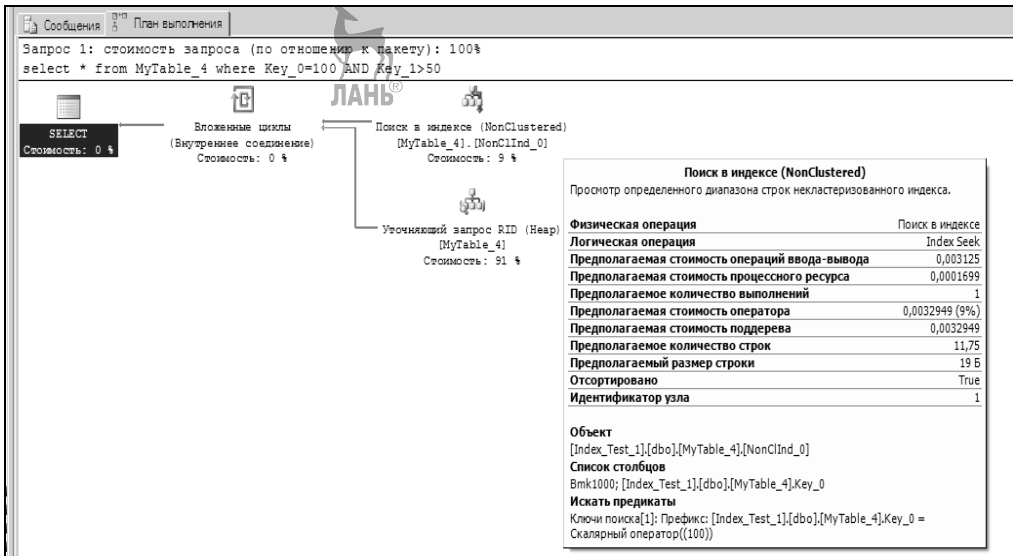 Сообщения
План выполнения
Запрос 1: стоимость запроса (по отношению к пакету): 100%
select * from MyTable_4 where Key_0=100 AND Key_1>50
ЛАНЬ®
SELECT
Стоимость: 0 %
Вложенные циклы
(Внутреннее соединение)
Стоимость: 0 %
Поиск в индексе (NonClustered)
[MyTable_4].[NonClInd_0]
Стоимость: 9 %
Уточняющий запрос RID (Heap)
[MyTable_4]
Стоимость: 91 %
Поиск в индексе (NonClustered)
Просмотр определенного диапазона строк некластеризованного индекса.
Физическая операция Поиск в индексе
Логическая операция Index Seek
Предполагаемая стоимость операций ввода-вывода 0,003125
Предполагаемая стоимость процессного ресурса 0,0001699
Предполагаемое количество выполнений 1
Предполагаемая стоимость оператора 0,0032949 (9%)
Предполагаемая стоимость поддерева 0,0032949
Предполагаемое количество строк 11,75
Предполагаемый размер строки 19 Б
Отсортировано True
Идентификатор узла 1
Объект
[Index_Test_1].[dbo].[MyTable_4].[NonClInd_0]
Список столбцов
Bmk1000; [Index_Test_1].[dbo].[MyTable_4].Key_0
Искать предикаты
Ключи поиска[1]: Префикс: [Index_Test_1].[dbo].[MyTable_4].Key_0 =
Скалярный оператор((100))